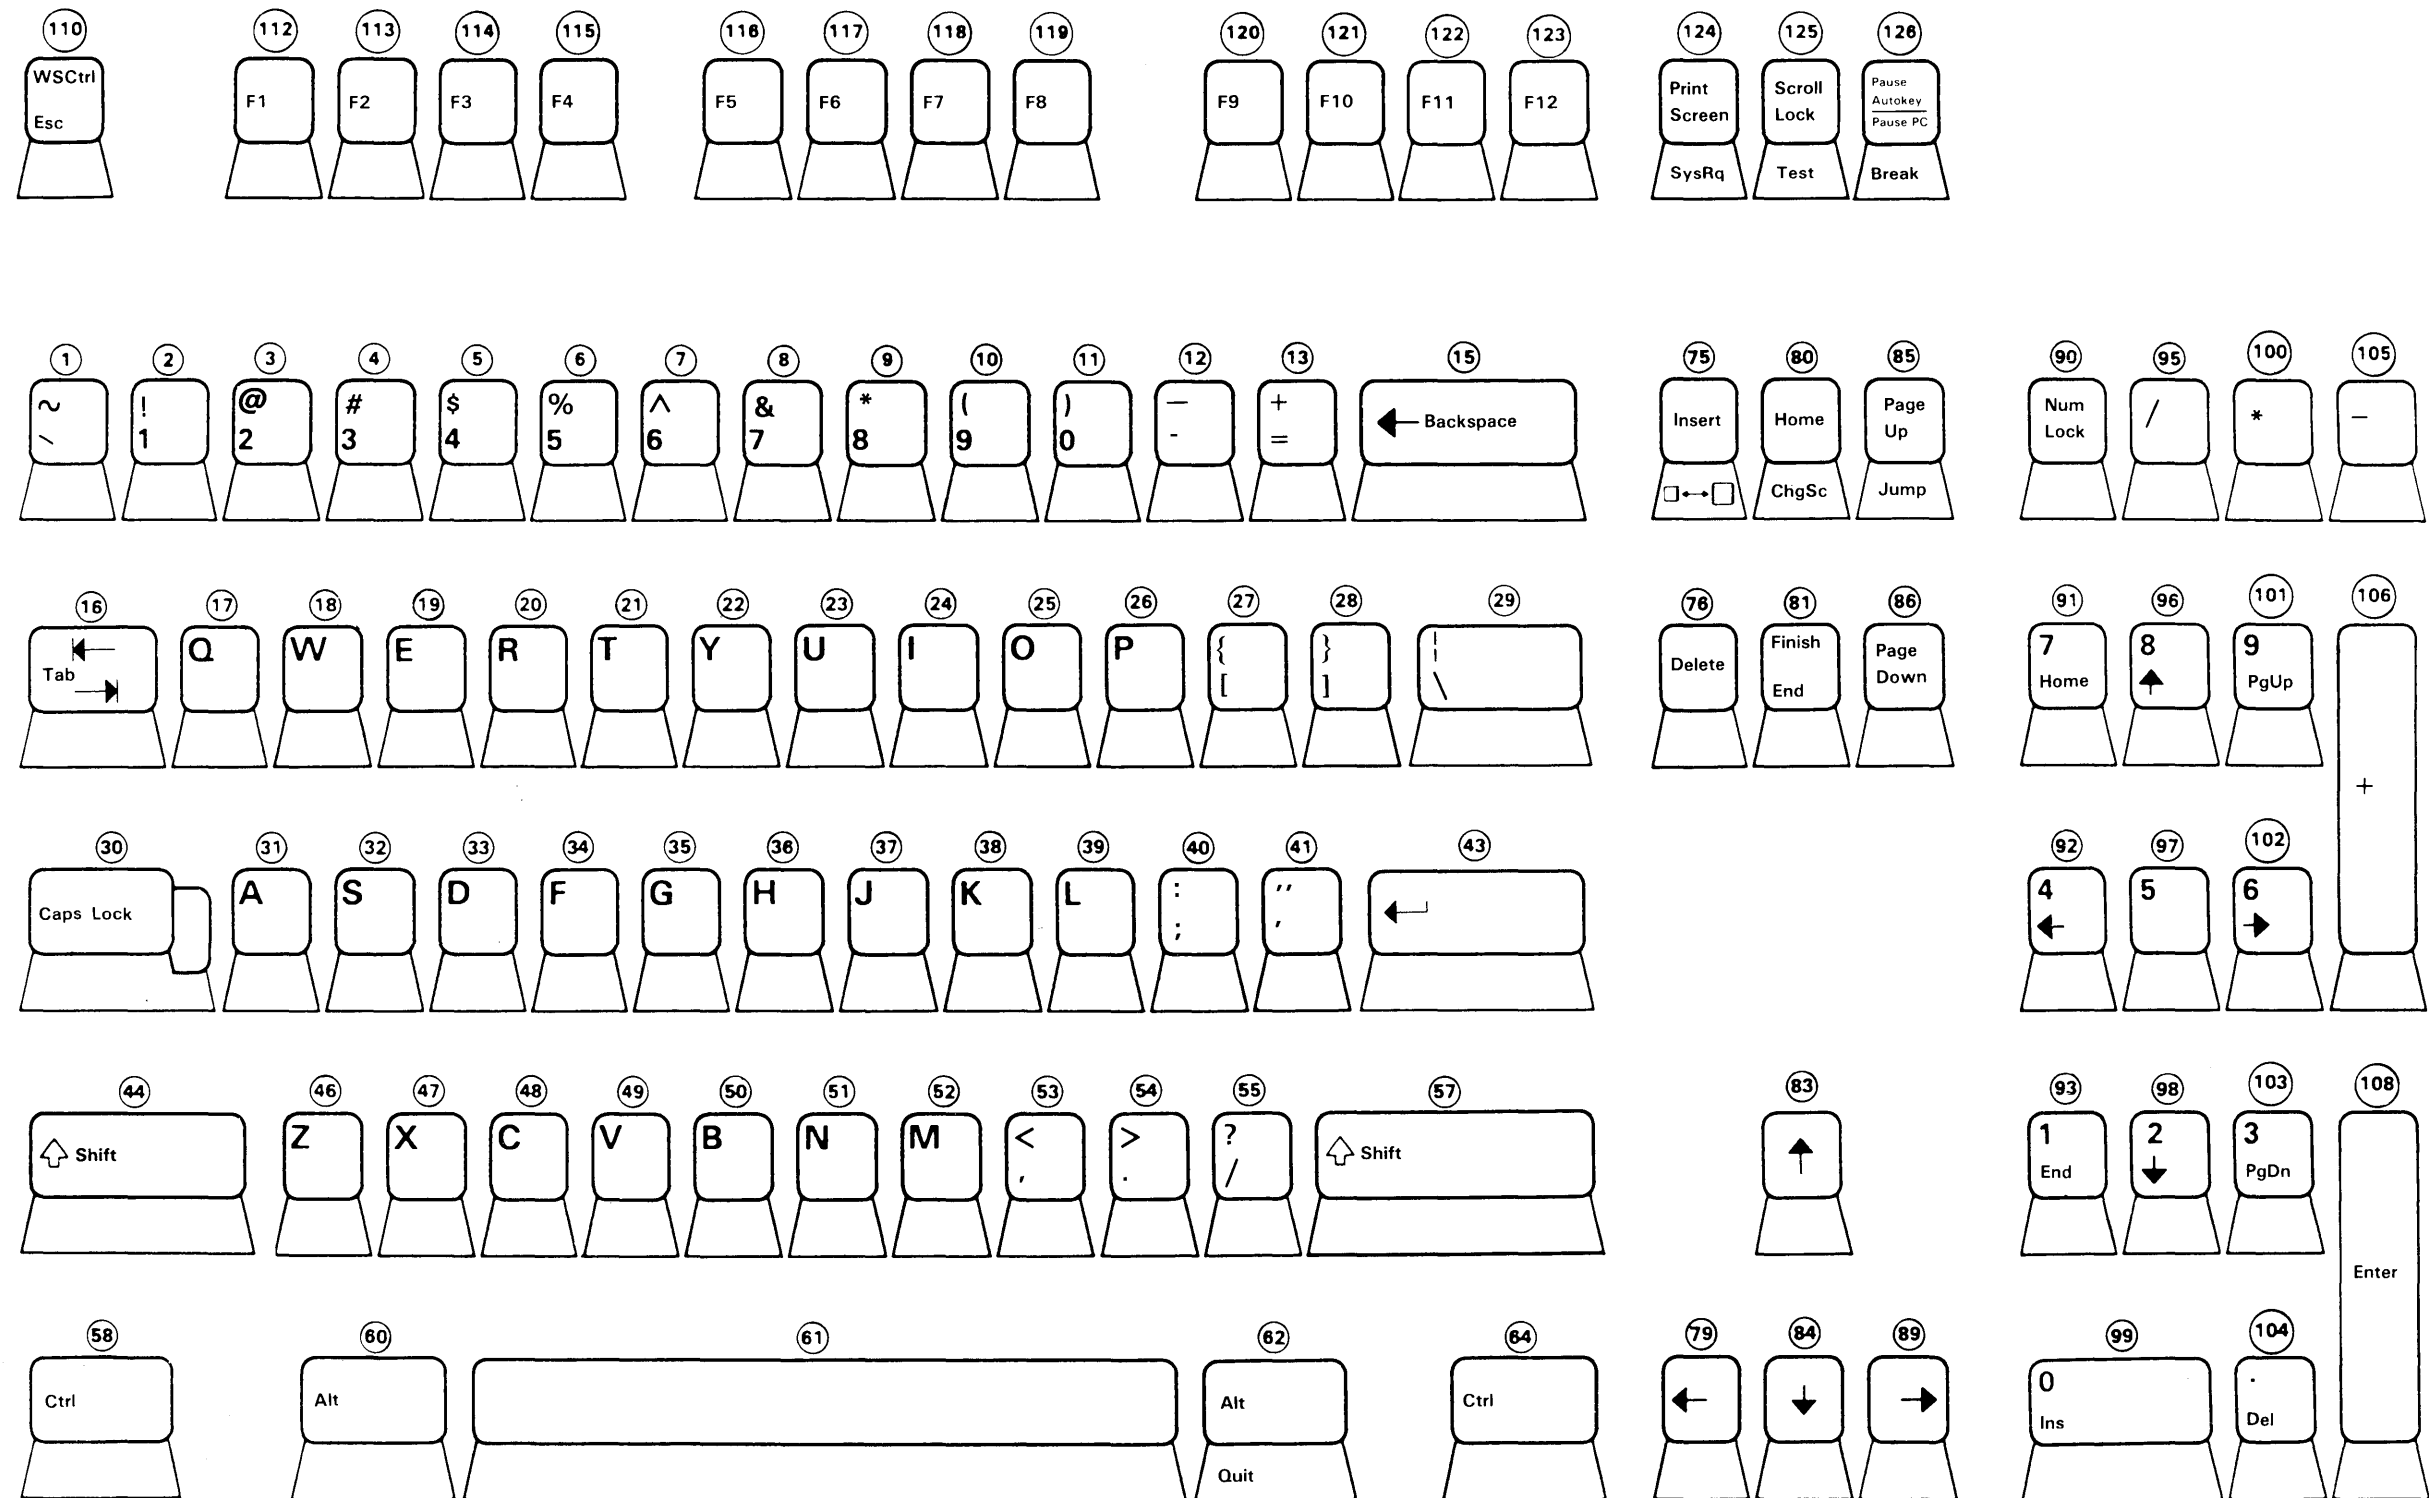 110 112 113 114 115 116 117 118 119 120 121 122 123 124 125 126
WSCtrl Pause
Print Scroll Autokey
F1 F2 F3 F4 F5 F6 F7 F8 F9 F10 F11 F12
Esc Screen Lock Pause PC
SysRq Test Break
1 2 3 4 5 6 7 8 9 10 11 12 13 15 75 80 85 90 95 100 105
~ ! @ # $ % ^ & * ( ) — + Page Num
← Backspace Insert Home / * —
` 1 2 3 4 5 6 7 8 9 0 - = Up Lock
□↔□ ChgSc Jump
16 17 18 19 20 21 22 23 24 25 26 27 28 29 76 81 86 91 96 101 106
⇤ Q W E R T Y U I O P { } ¦ Finish Page 7 8 9
Tab Delete
⇥ [ ] \ End Down Home ↑ PgUp
+
30 31 32 33 34 35 36 37 38 39 40 41 43 92 97 102
A S D F G H J K L : " 4 5 6
Caps Lock ; ' ↵ ← →
44 46 47 48 49 50 51 52 53 54 55 57 83 93 98 103 108
Z X C V B N M < > ? 1 2 3
⇧ Shift , . / ⇧ Shift ↑ End ↓ PgDn
Enter
58 60 61 62 64 79 84 89 99 104
0 .
Ctrl Alt Alt Ctrl ← ↓ →
Ins Del
Quit